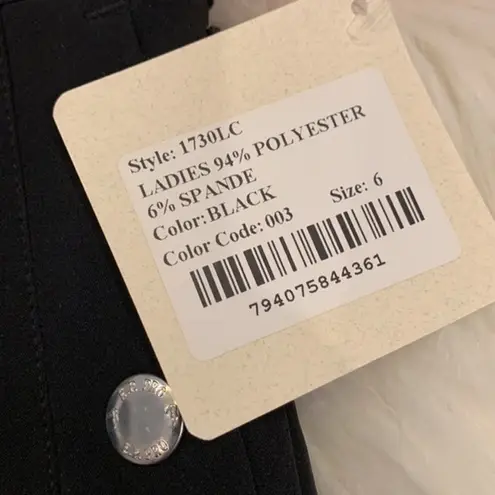 Style: 1730LC
LADIES 94% POLYESTER
6% SPANDE
Color:BLACK
Color Code: 003 Size: 6
794075844361